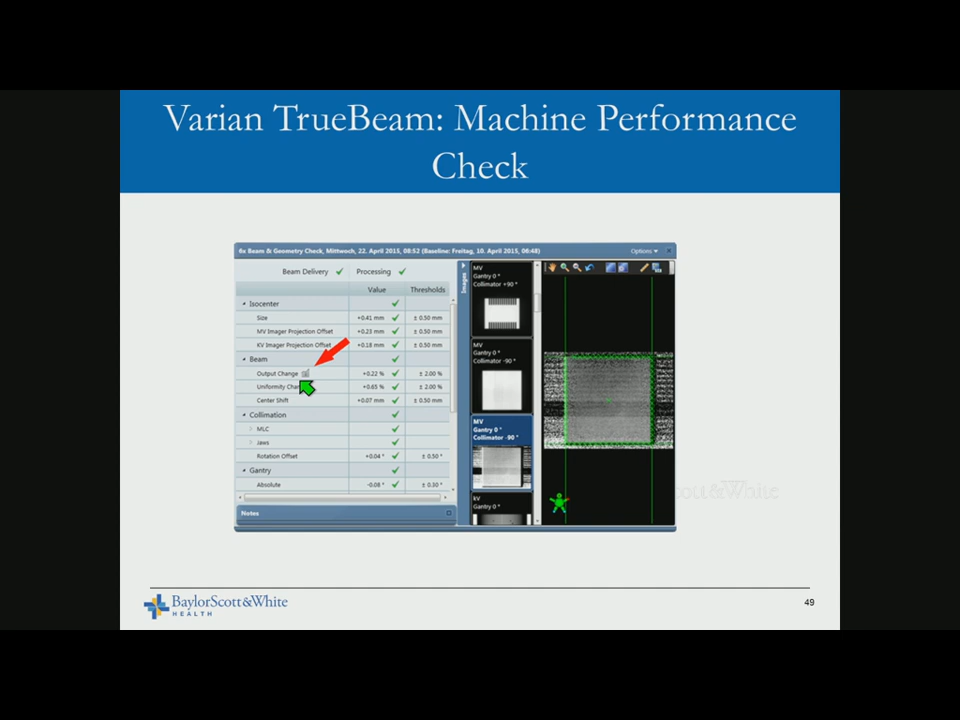 Varian TrueBeam: Machine Performance
Check
6x Beam & Geometry Check, Mittwoch, 22. April 2015, 08:52 (Baseline: Freitag, 10. April 2015, 08:48)
Options
Beam Delivery ✓ Processing ✓
Value Thresholds
Isocenter ✓
Size +0.41 mm ✓ ± 0.50 mm
MV Imager Projection Offset +0.23 mm ✓ ± 0.50 mm
KV Imager Projection Offset +0.18 mm ✓ ± 0.50 mm
Beam ✓
Output Change +0.22 % ✓ ± 2.00 %
Uniformity Chan +0.65 % ✓ ± 2.00 %
Center Shift +0.07 mm ✓ ± 0.50 mm
Collimation ✓
MLC ✓
Jaws ✓
Rotation Offset +0.04 ° ✓ ± 0.50 °
Gantry ✓
Absolute -0.08 ° ✓ ± 0.30 °
Notes
Images
MV
Gantry 0 °
Collimator +90 °
MV
Gantry 0 °
Collimator -90 °
MV
Gantry 0 °
Collimator -90 °
kV
Gantry 0 °
cott&White
BaylorScott&White
HEALTH
49